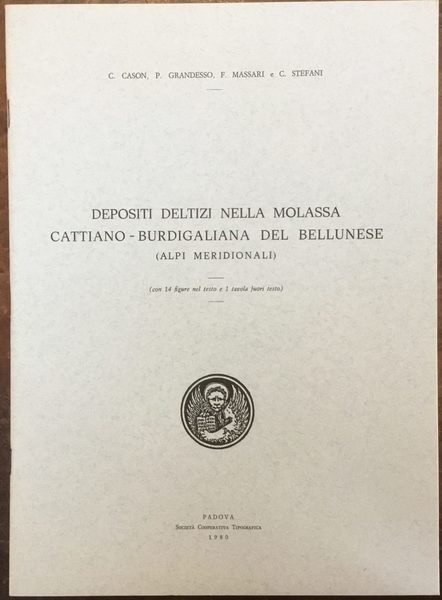 C. CASON, P. GRANDESSO, F. MASSARI e C. STEFANI
DEPOSITI DELTIZI NELLA MOLASSA
CATTIANO - BURDIGALIANA DEL BELLUNESE
(ALPI MERIDIONALI)
(con 14 figure nel testo e 1 tavola fuori testo)
PADOVA
SOCIETÀ COOPERATIVA TIPOGRAFICA
1980